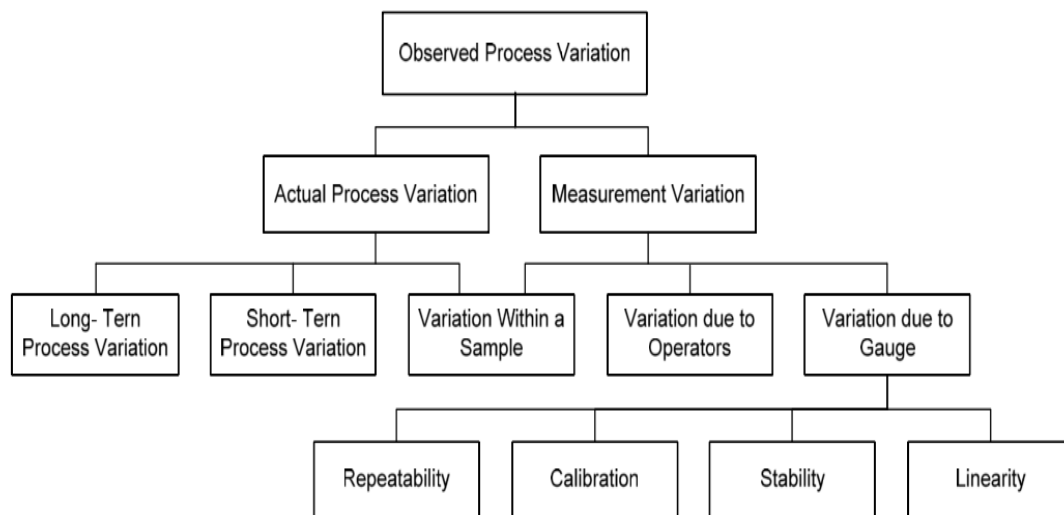 Observed Process Variation
Actual Process Variation
Measurement Variation
Long- Tern
Process Variation
Short- Tern
Process Variation
Variation Within a
Sample
Variation due to
Operators
Variation due to
Gauge
Repeatability
Calibration
Stability
Linearity